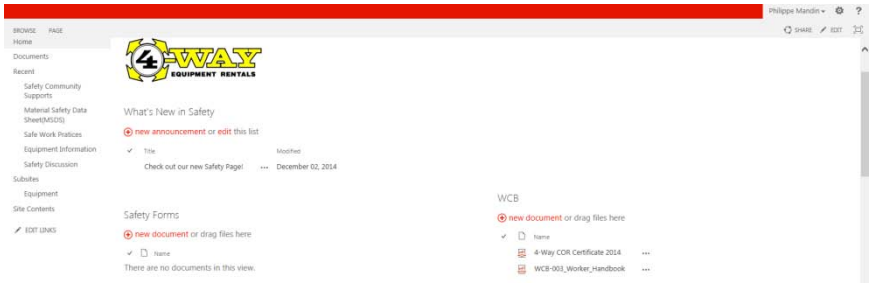 Philippe Mandin
?
BROWSE PAGE
SHARE EDIT
Home
Documents
Recent
Safety Community
Supports
Material Safety Data
Sheet(MSDS)
Safe Work Pratices
Equipment Information
Safety Discussion
Subsites
Equipment
Site Contents
EDIT LINKS
4-WAY
EQUIPMENT RENTALS
What's New in Safety
new announcement or edit this list
Title Modified
Check out our new Safety Page! ... December 02, 2014
Safety Forms
new document or drag files here
Name
There are no documents in this view.
WCB
new document or drag files here
Name
4-Way COR Certificate 2014 ...
WCB-003_Worker_Handbook ...